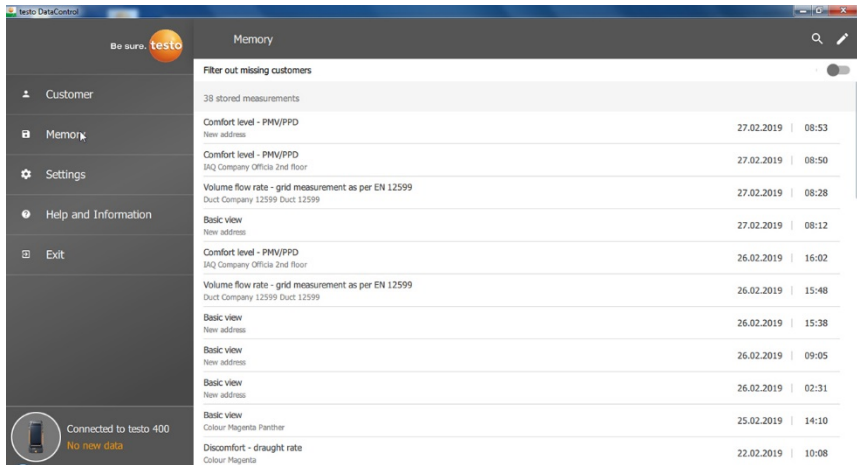 testo DataControl
Be sure. testo
Memory
Customer
Memory
Settings
Help and Information
Exit
Connected to testo 400
No new data
Filter out missing customers
38 stored measurements
Comfort level - PMV/PPD
New address
27.02.2019 | 08:53
Comfort level - PMV/PPD
IAQ Company Officia 2nd floor
27.02.2019 | 08:50
Volume flow rate - grid measurement as per EN 12599
Duct Company 12599 Duct 12599
27.02.2019 | 08:28
Basic view
New address
27.02.2019 | 08:12
Comfort level - PMV/PPD
IAQ Company Officia 2nd floor
26.02.2019 | 16:02
Volume flow rate - grid measurement as per EN 12599
Duct Company 12599 Duct 12599
26.02.2019 | 15:48
Basic view
New address
26.02.2019 | 15:38
Basic view
New address
26.02.2019 | 09:05
Basic view
New address
26.02.2019 | 02:31
Basic view
Colour Magenta Panther
25.02.2019 | 14:10
Discomfort - draught rate
Colour Magenta
22.02.2019 | 10:08